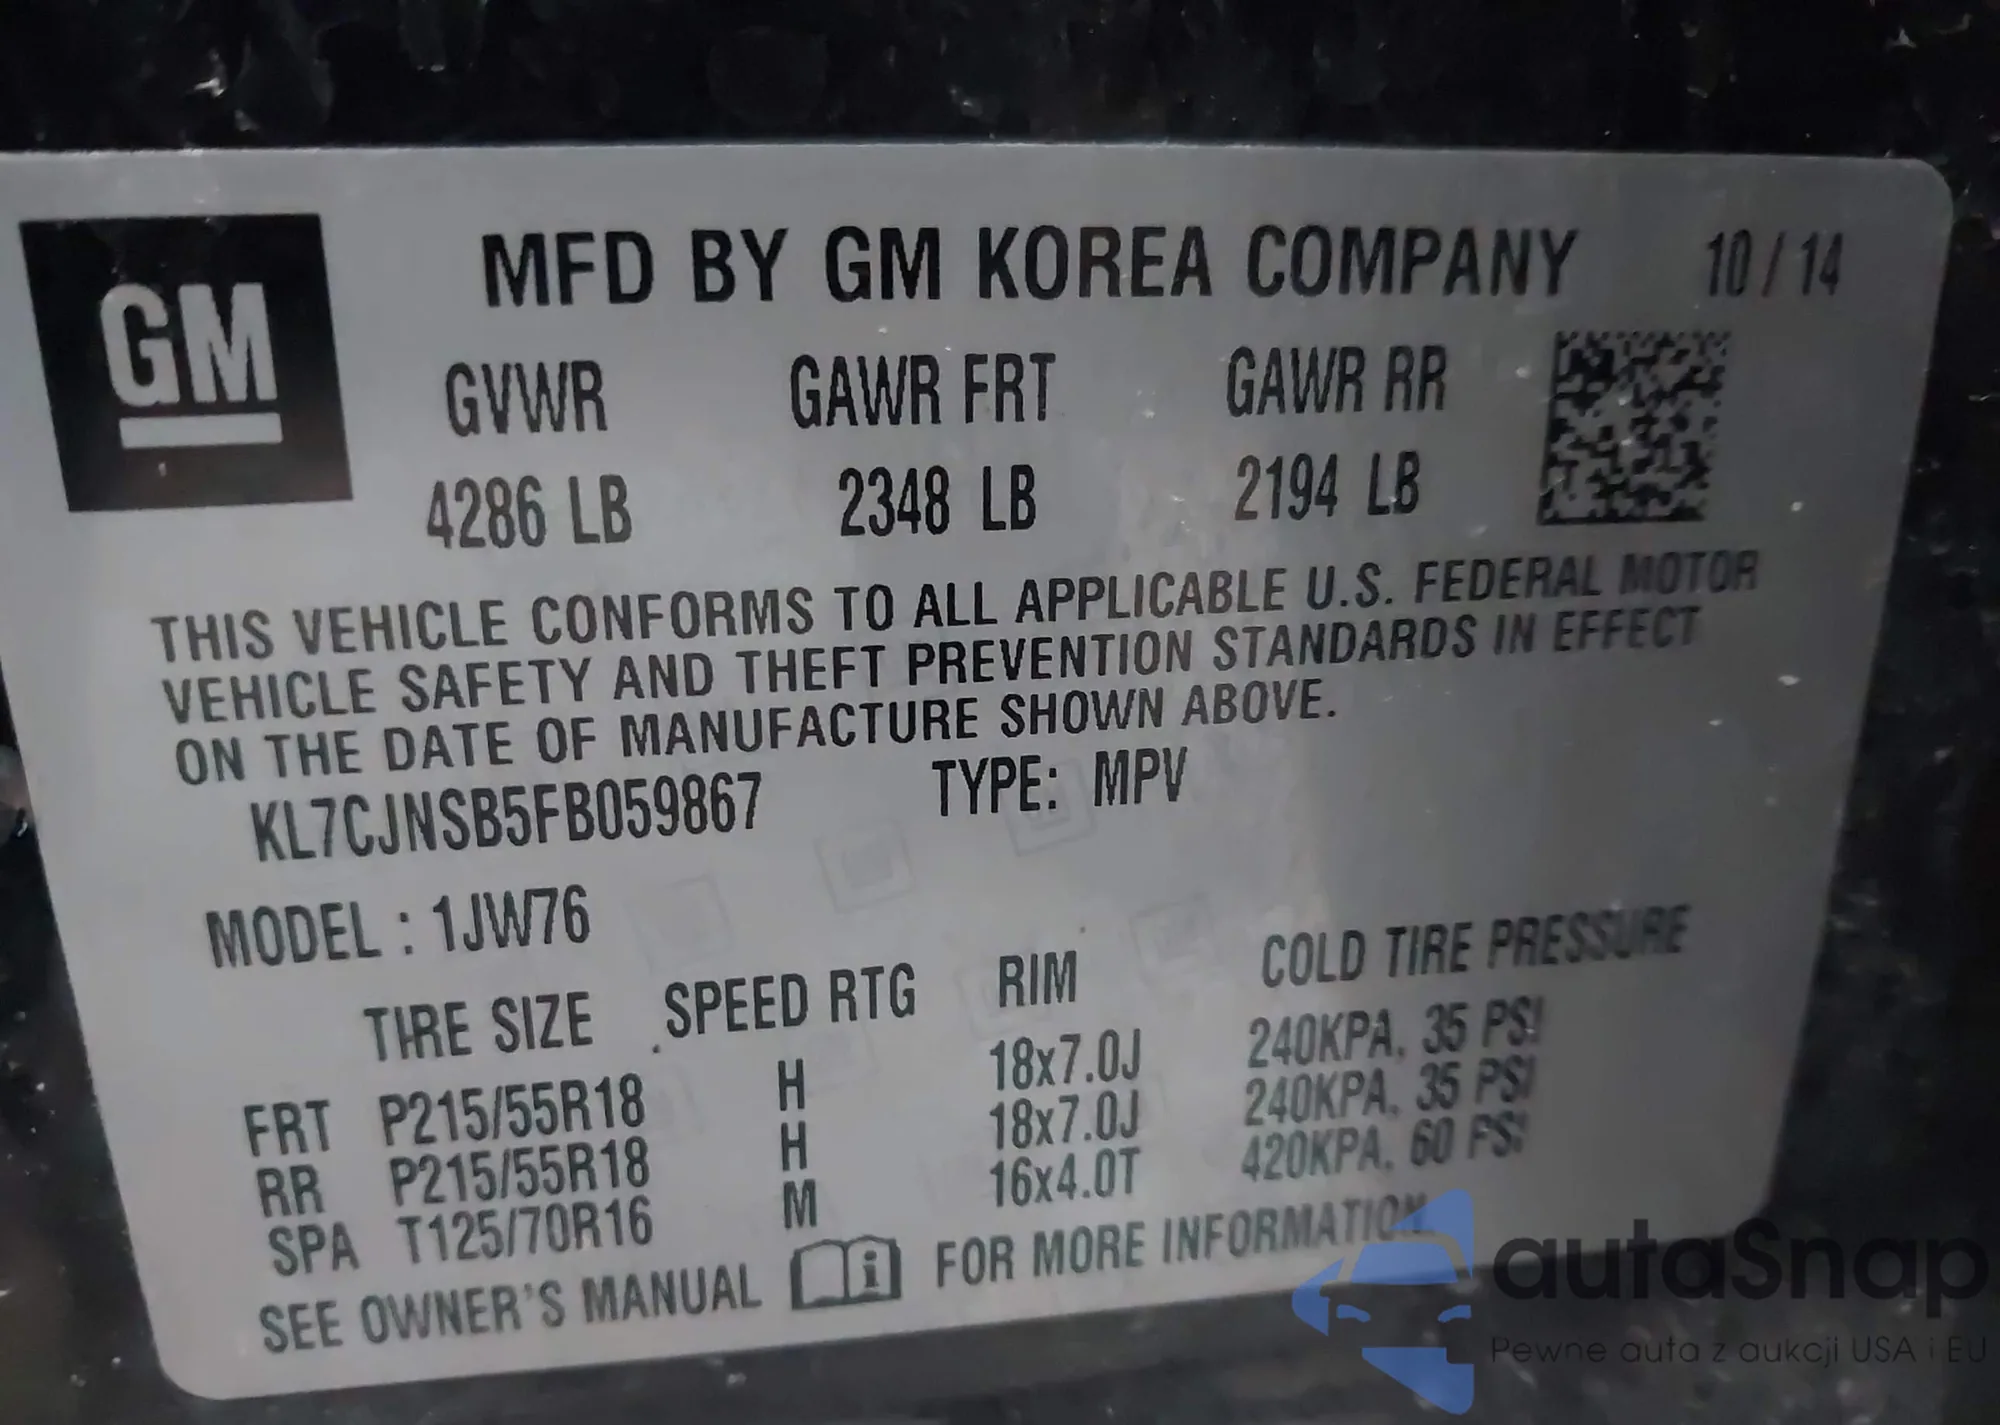 GM
MFD BY GM KOREA COMPANY 10 / 14
GVWR GAWR FRT GAWR RR
4286 LB 2348 LB 2194 LB
THIS VEHICLE CONFORMS TO ALL APPLICABLE U.S. FEDERAL MOTOR
VEHICLE SAFETY AND THEFT PREVENTION STANDARDS IN EFFECT
ON THE DATE OF MANUFACTURE SHOWN ABOVE.
KL7CJNSB5FB059867 TYPE: MPV
MODEL : 1JW76
TIRE SIZE SPEED RTG RIM COLD TIRE PRESSURE
FRT P215/55R18 H 18x7.0J 240KPA, 35 PSI
RR P215/55R18 H 18x7.0J 240KPA, 35 PSI
SPA T125/70R16 M 16x4.0T 420KPA, 60 PSI
SEE OWNER'S MANUAL i FOR MORE INFORMATION.
autaSnap
Pewne auta z aukcji USA i EU